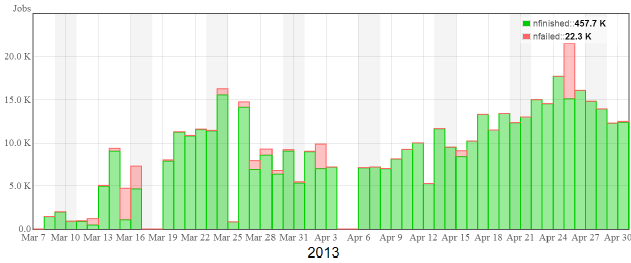 Jobs
nfinished::457.7 K
nfailed::22.3 K
20.0 K
15.0 K
10.0 K
5.0 K
0.0
Mar 7 Mar 10 Mar 13 Mar 16 Mar 19 Mar 22 Mar 25 Mar 28 Mar 31 Apr 3 Apr 6 Apr 9 Apr 12 Apr 15 Apr 18 Apr 21 Apr 24 Apr 27 Apr 30
2013